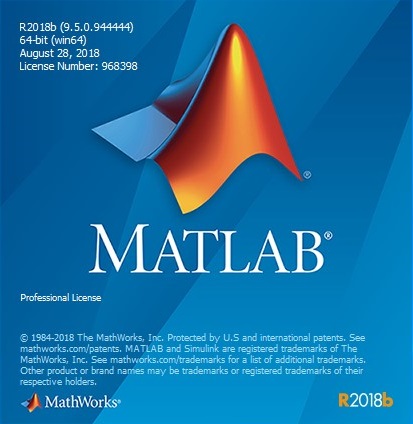 R2018b (9.5.0.944444)
64-bit (win64)
August 28, 2018
License Number: 968398
MATLAB®
Professional License
© 1984-2018 The MathWorks, Inc. Protected by U.S and international patents. See
mathworks.com/patents. MATLAB and Simulink are registered trademarks of The
MathWorks, Inc. See mathworks.com/trademarks for a list of additional trademarks.
Other product or brand names may be trademarks or registered trademarks of their
respective holders.
MathWorks® R2018b